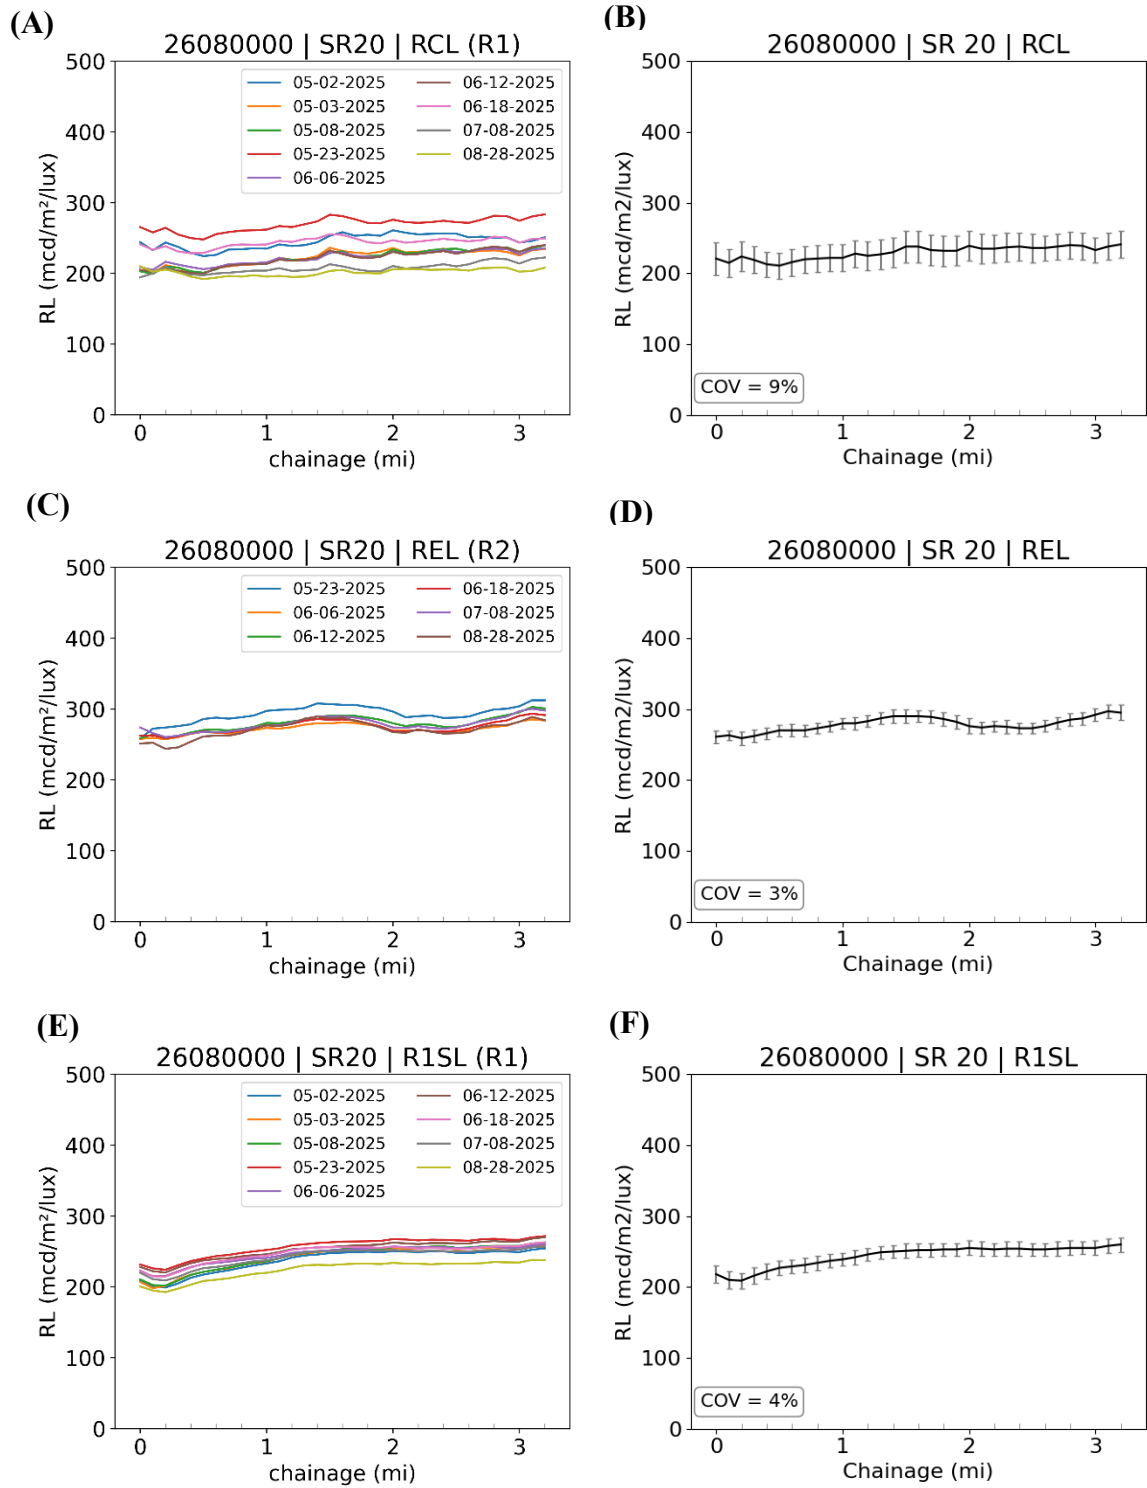 (A)
26080000 | SR20 | RCL (R1)
500
400
300
200
100
0
RL (mcd/m²/lux)
05-02-2025
05-03-2025
05-08-2025
05-23-2025
06-06-2025
06-12-2025
06-18-2025
07-08-2025
08-28-2025
0 1 2 3
chainage (mi)
(B)
26080000 | SR 20 | RCL
500
400
300
200
100
0
RL (mcd/m2/lux)
COV = 9%
0 1 2 3
Chainage (mi)
(C)
26080000 | SR20 | REL (R2)
500
400
300
200
100
0
RL (mcd/m²/lux)
05-23-2025
06-06-2025
06-12-2025
06-18-2025
07-08-2025
08-28-2025
0 1 2 3
chainage (mi)
(D)
26080000 | SR 20 | REL
500
400
300
200
100
0
RL (mcd/m2/lux)
COV = 3%
0 1 2 3
Chainage (mi)
(E)
26080000 | SR20 | R1SL (R1)
500
400
300
200
100
0
RL (mcd/m²/lux)
05-02-2025
05-03-2025
05-08-2025
05-23-2025
06-06-2025
06-12-2025
06-18-2025
07-08-2025
08-28-2025
0 1 2 3
chainage (mi)
(F)
26080000 | SR 20 | R1SL
500
400
300
200
100
0
RL (mcd/m2/lux)
COV = 4%
0 1 2 3
Chainage (mi)